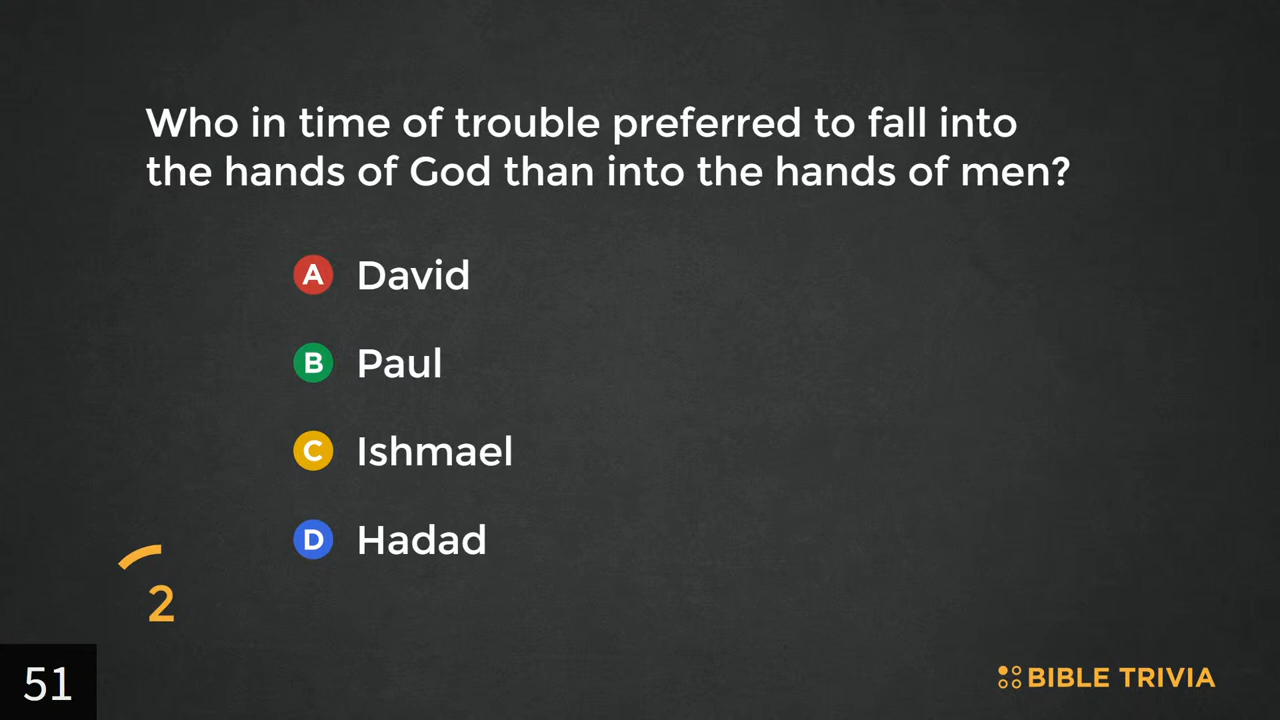 Who in time of trouble preferred to fall into
the hands of God than into the hands of men?
A David
B Paul
C Ishmael
D Hadad
2
51
BIBLE TRIVIA